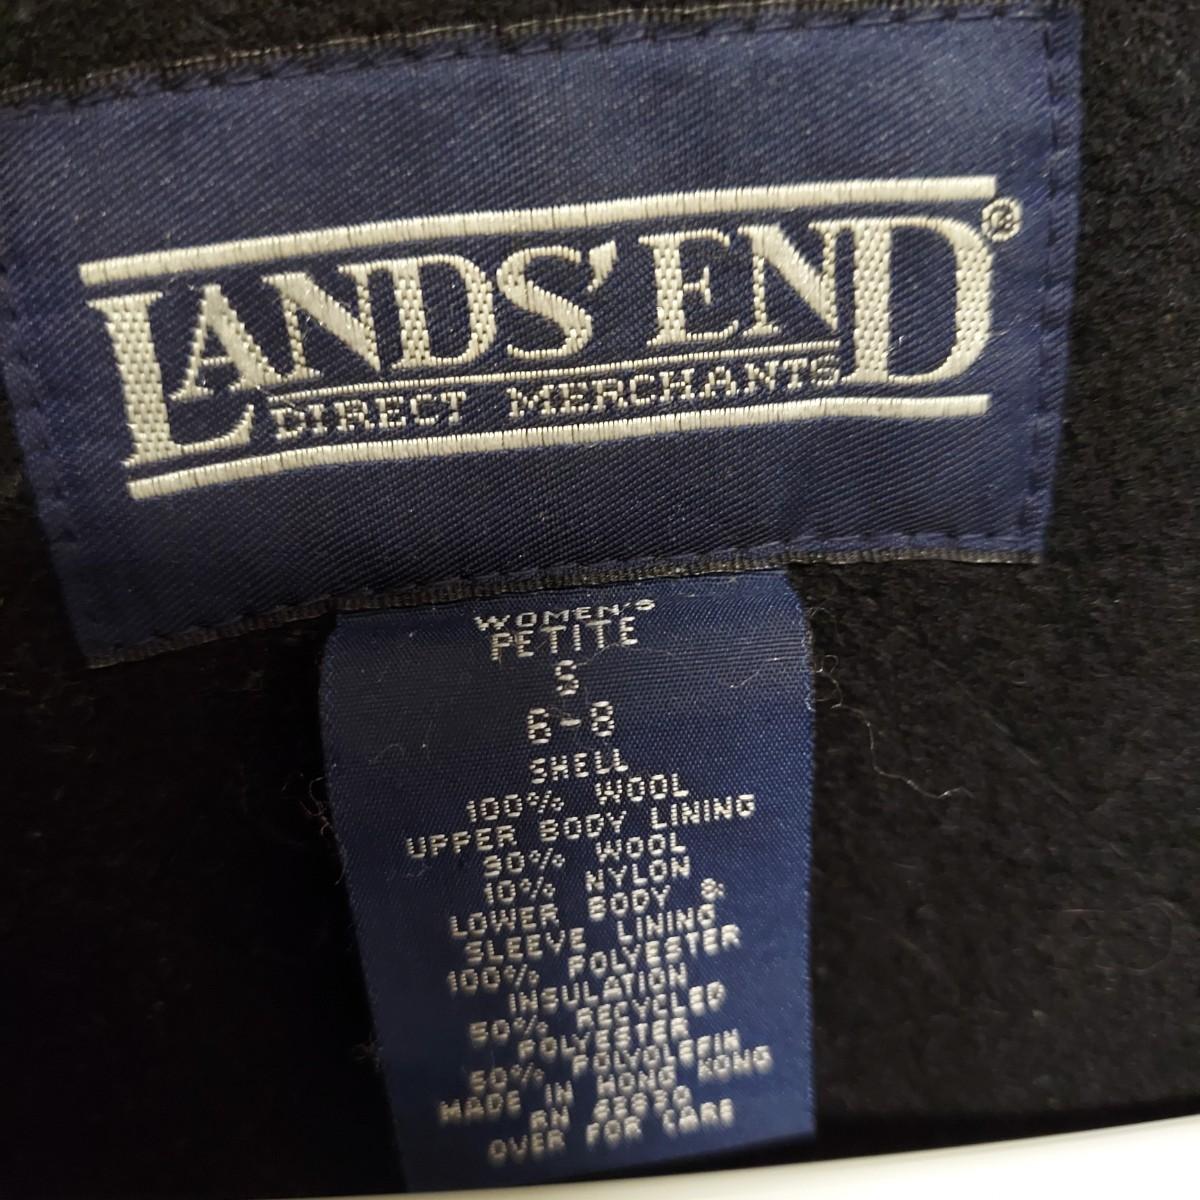 LANDS' END®
DIRECT MERCHANTS
WOMEN'S
PETITE
S
6-8
SHELL
100% WOOL
UPPER BODY LINING
90% WOOL
10% NYLON
LOWER BODY &
SLEEVE LINING
100% POLYESTER
INSULATION
50% RECYCLED
POLYESTER
50% POLYOLEFIN
MADE IN HONG KONG
RN
OVER FOR CARE